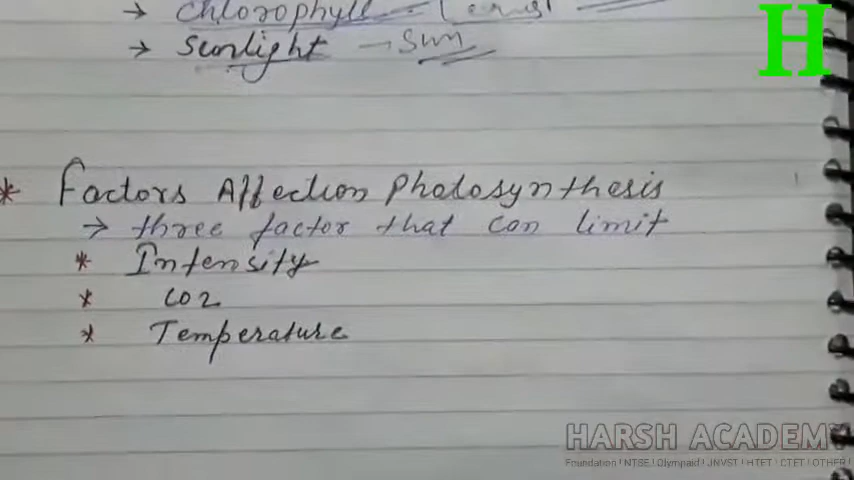 → Chlorophyll –
H
→ Sunlight – Sun
* Factors Affection Photosynthesis
→ three factor that can limit
* Intensity
* CO2
* Temperature
HARSH ACADEMY
Foundation | NTSE | Olympaid | JNVST | HTET | CTET | OTHER